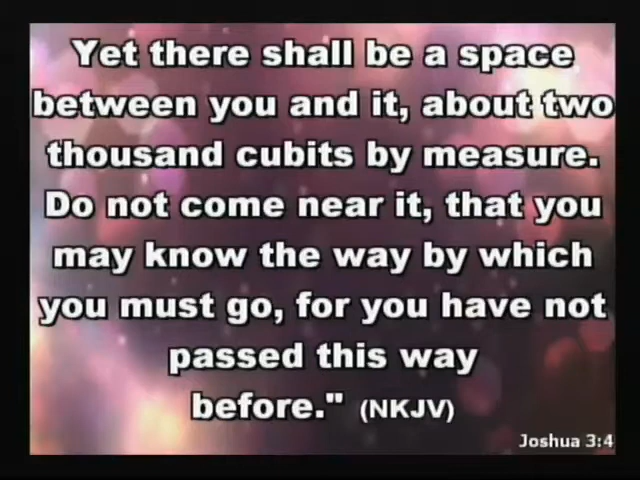 Yet there shall be a space
between you and it, about two
thousand cubits by measure.
Do not come near it, that you
may know the way by which
you must go, for you have not
passed this way
before." (NKJV)
Joshua 3:4